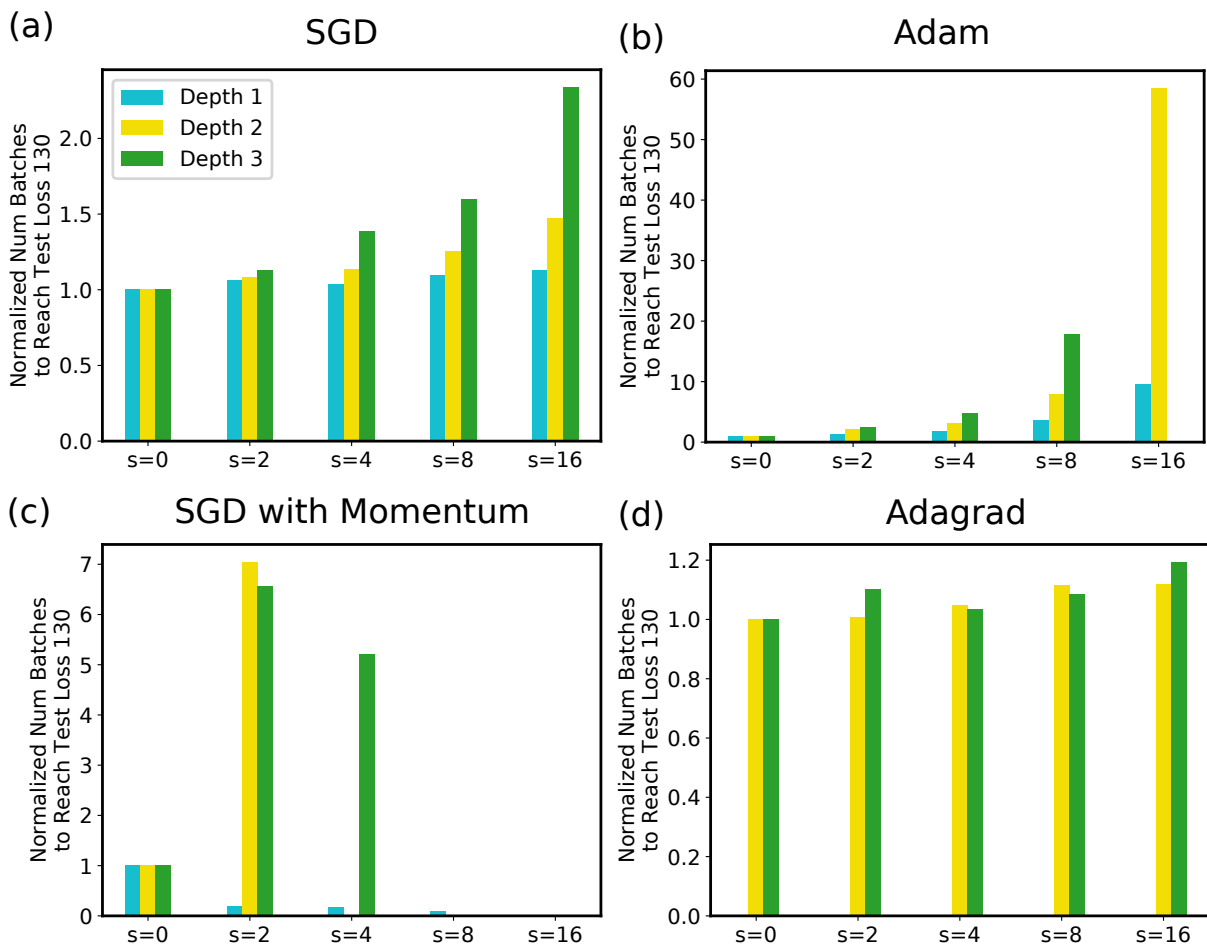 (a)
SGD
Normalized Num Batches
to Reach Test Loss 130
2.0
1.5
1.0
0.5
0.0
Depth 1
Depth 2
Depth 3
s=0
s=2
s=4
s=8
s=16
(b)
Adam
Normalized Num Batches
to Reach Test Loss 130
60
50
40
30
20
10
0
s=0
s=2
s=4
s=8
s=16
(c)
SGD with Momentum
Normalized Num Batches
to Reach Test Loss 130
7
6
5
4
3
2
1
0
s=0
s=2
s=4
s=8
s=16
(d)
Adagrad
Normalized Num Batches
to Reach Test Loss 130
1.2
1.0
0.8
0.6
0.4
0.2
0.0
s=0
s=2
s=4
s=8
s=16